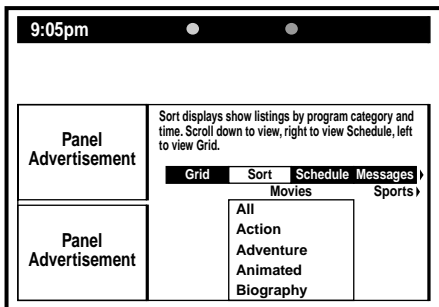 9:05pm
Panel
Advertisement
Sort displays show listings by program category and
time. Scroll down to view, right to view Schedule, left
to view Grid.
Grid Sort Schedule Messages
Movies Sports
All
Action
Adventure
Animated
Biography
Panel
Advertisement